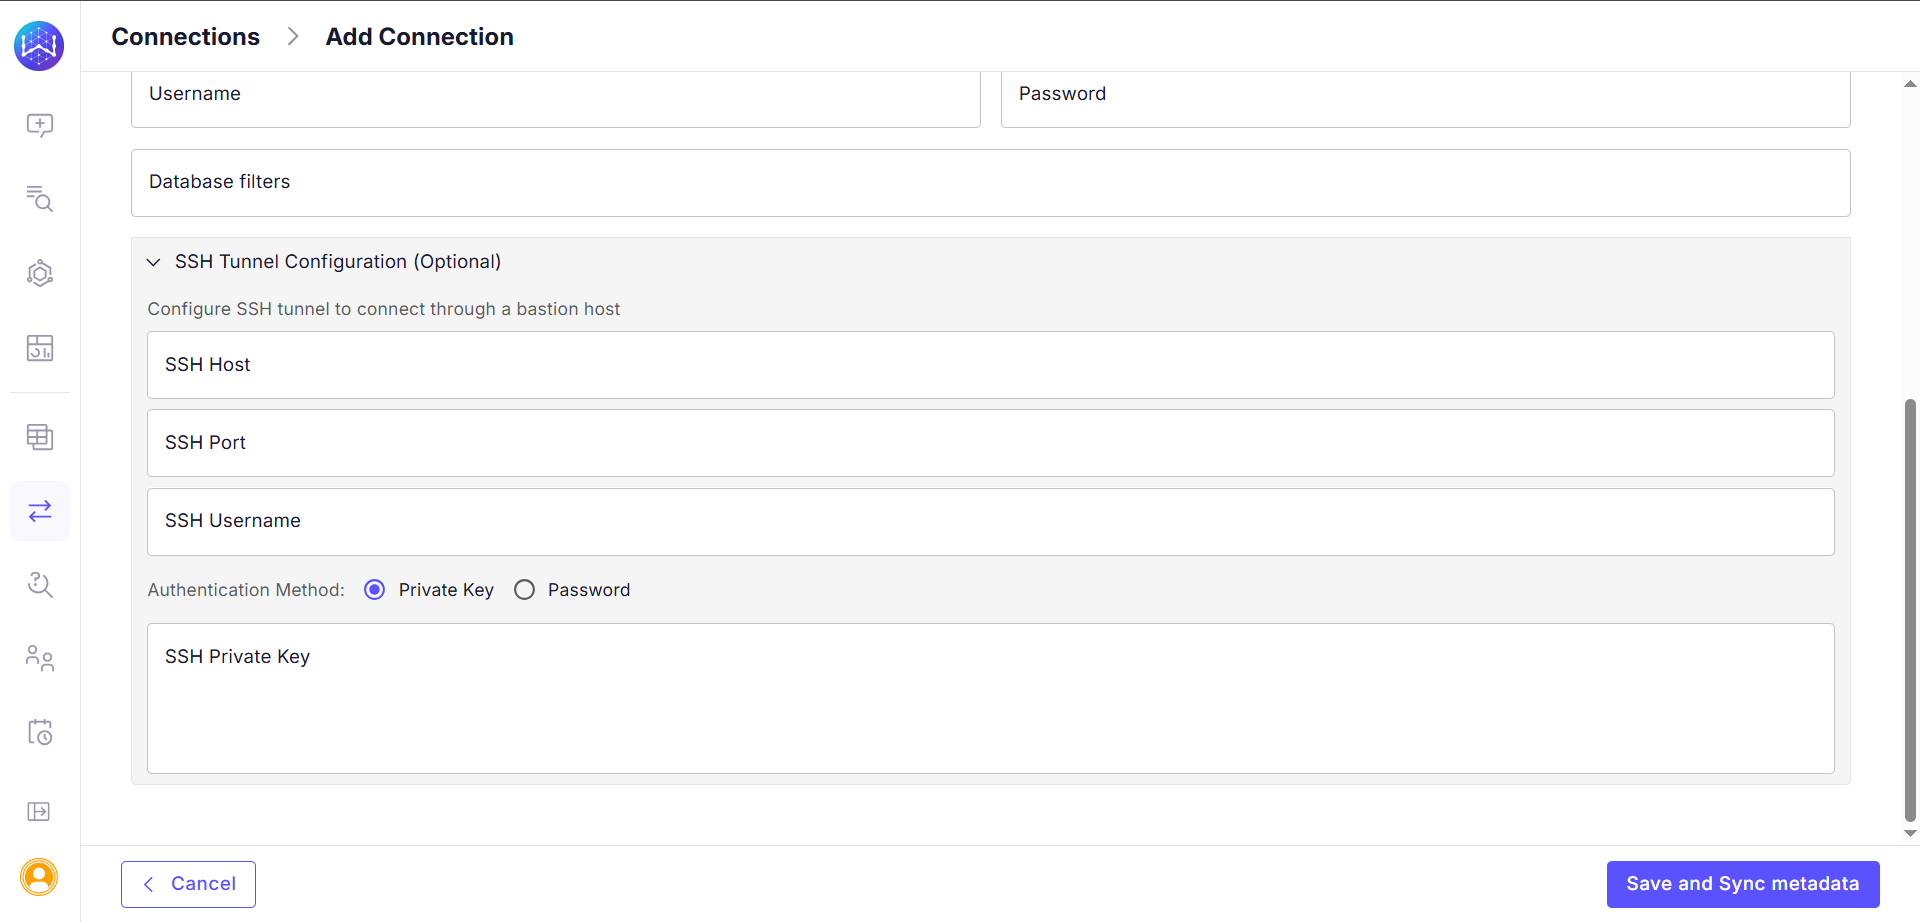 Connections > Add Connection
Username
Password
Database filters
SSH Tunnel Configuration (Optional)
Configure SSH tunnel to connect through a bastion host
SSH Host
SSH Port
SSH Username
Authentication Method: Private Key Password
SSH Private Key
Cancel
Save and Sync metadata